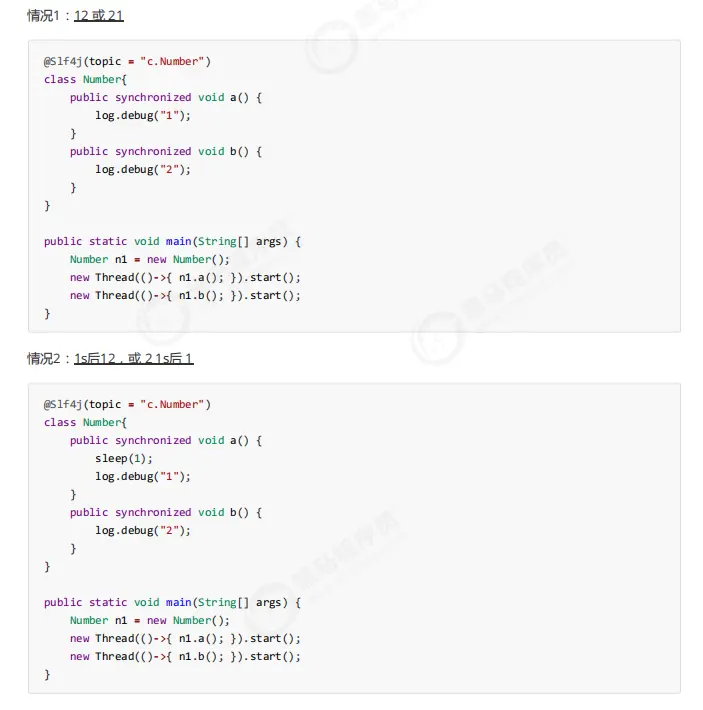 情况1：12 或 21
@Slf4j(topic = "c.Number")
class Number{
    public synchronized void a() {
        log.debug("1");
    }
    public synchronized void b() {
        log.debug("2");
    }
}
public static void main(String[] args) {
    Number n1 = new Number();
    new Thread(()->{ n1.a(); }).start();
    new Thread(()->{ n1.b(); }).start();
}
情况2：1s后12，或 2 1s后 1
@Slf4j(topic = "c.Number")
class Number{
    public synchronized void a() {
        sleep(1);
        log.debug("1");
    }
    public synchronized void b() {
        log.debug("2");
    }
}
public static void main(String[] args) {
    Number n1 = new Number();
    new Thread(()->{ n1.a(); }).start();
    new Thread(()->{ n1.b(); }).start();
}